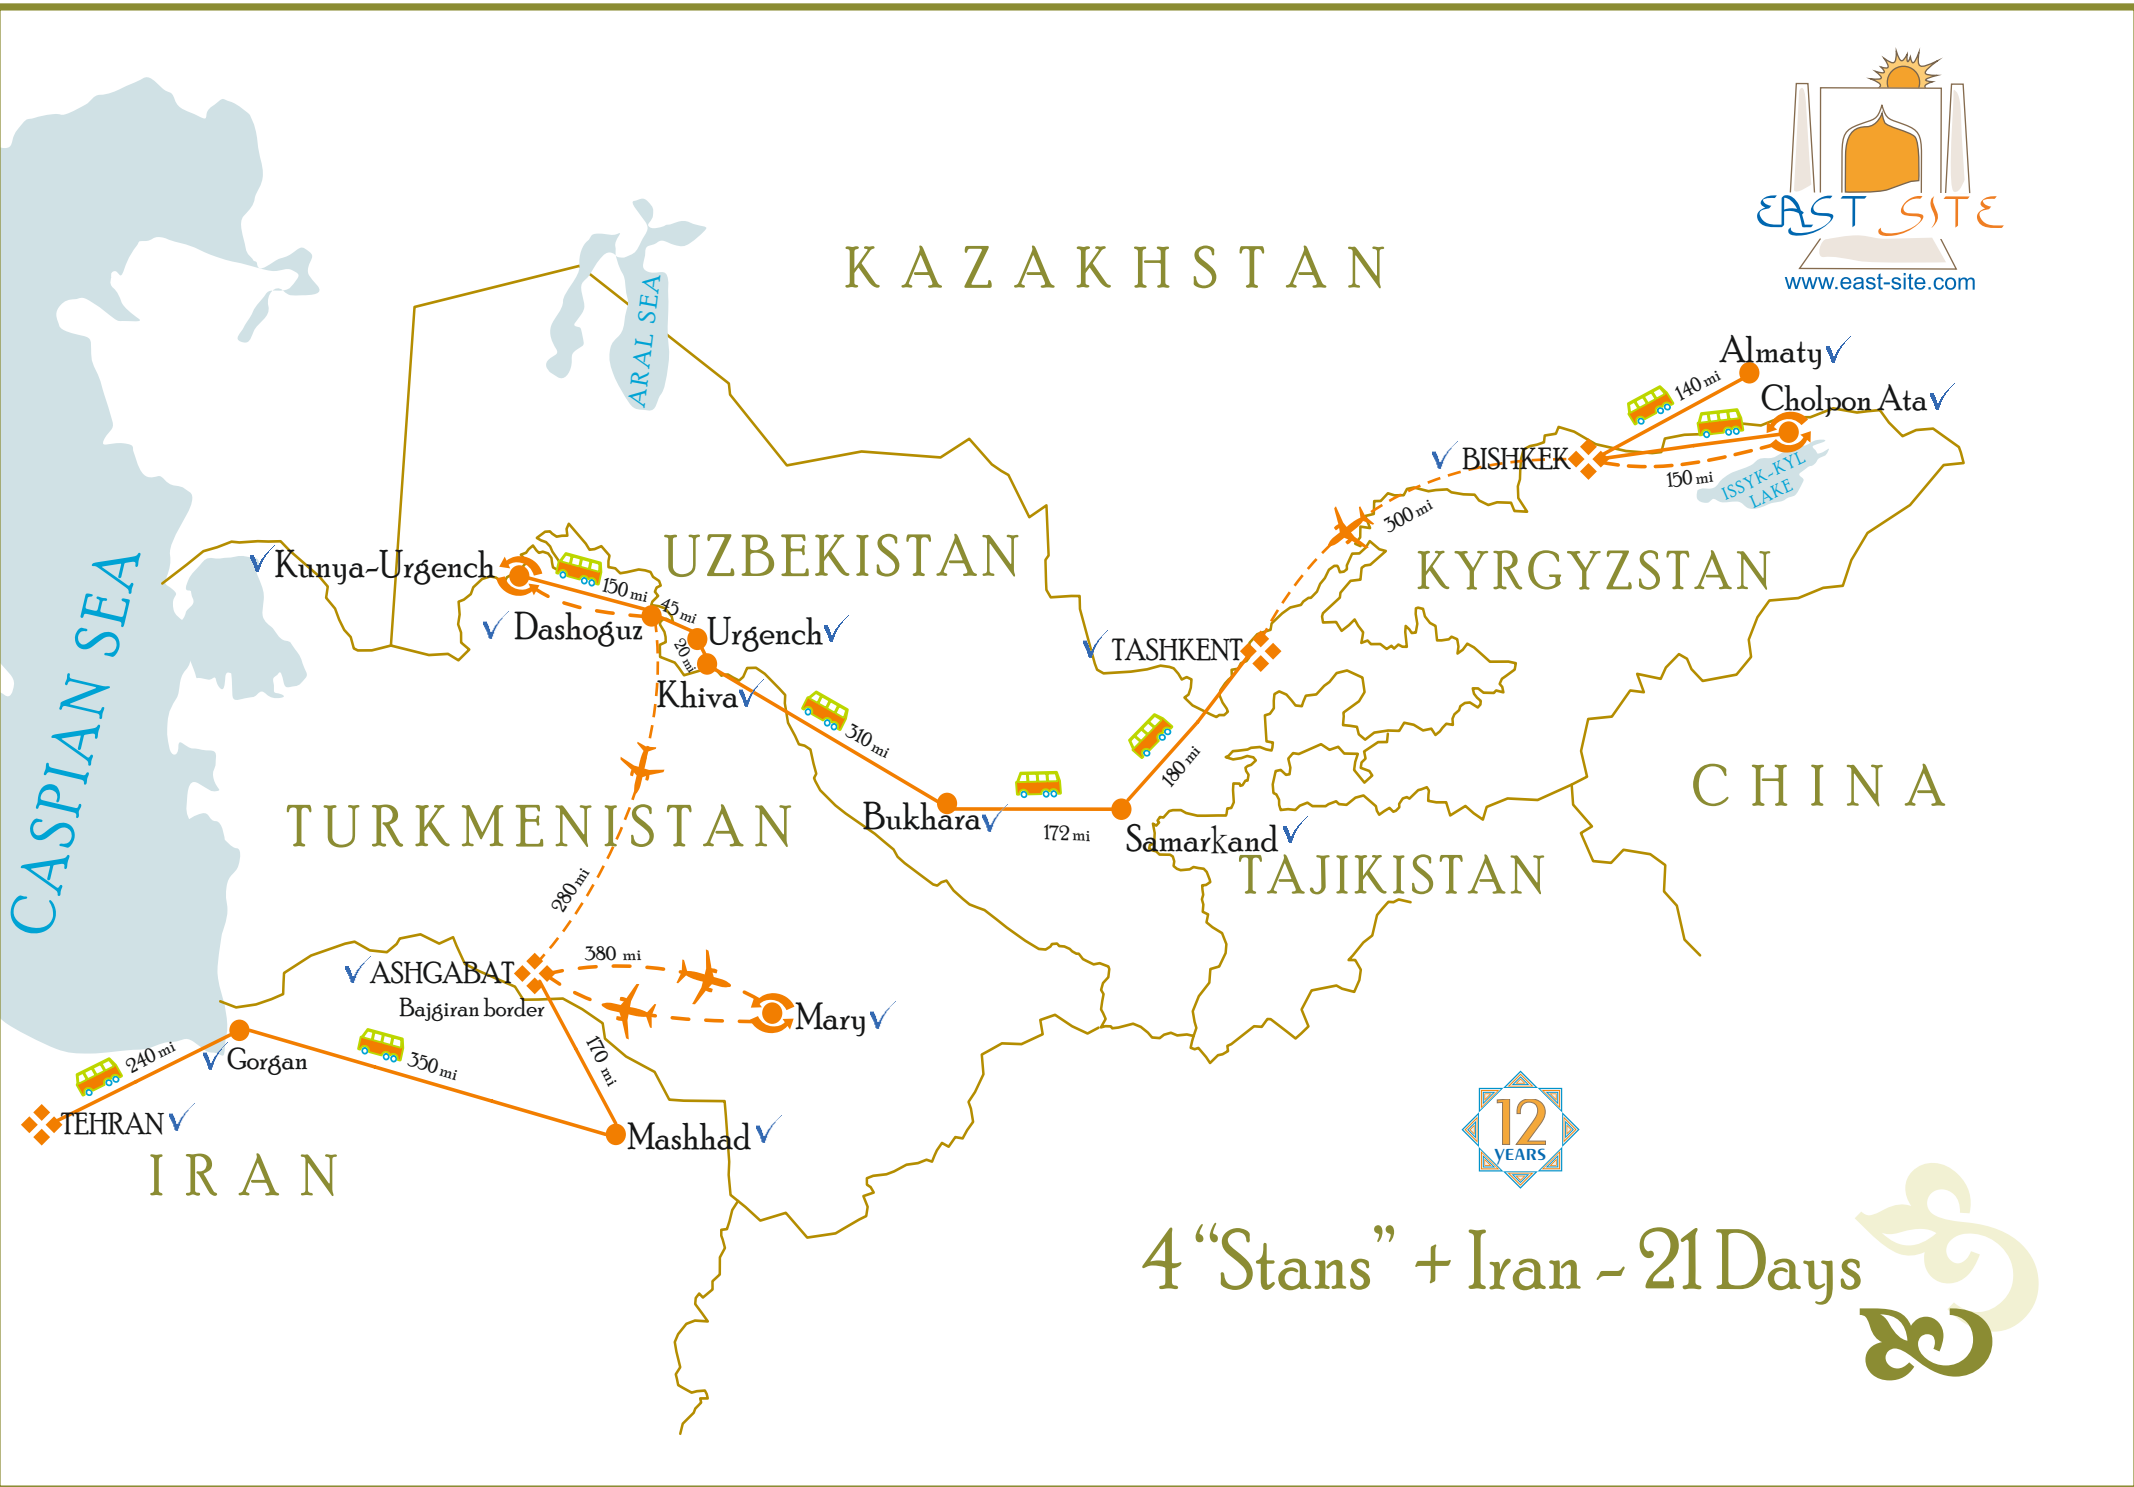 EAST SITE
www.east-site.com
KAZAKHSTAN
ARAL SEA
Almaty
140 mi
Cholpon Ata
BISHKEK
150 mi
ISSYK-KYL
LAKE
300 mi
UZBEKISTAN
KYRGYZSTAN
Kunya-Urgench
150 mi
45 mi
Dashoguz
Urgench
20 mi
TASHKENT
CASPIAN SEA
Khiva
310 mi
180 mi
CHINA
TURKMENISTAN
Bukhara
172 mi
Samarkand
TAJIKISTAN
280 mi
380 mi
ASHGABAT
Bajgiran border
Mary
240 mi
Gorgan
350 mi
170 mi
TEHRAN
Mashhad
IRAN
12
YEARS
4 “Stans” + Iran - 21 Days